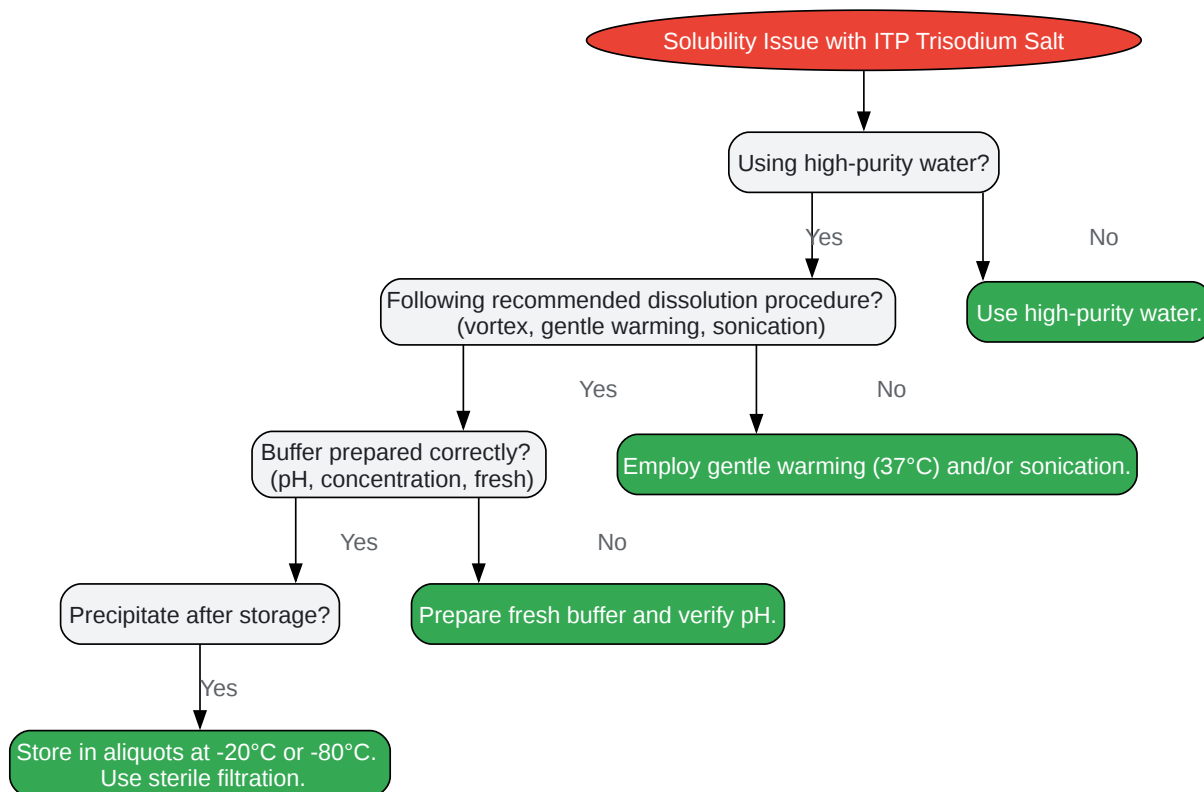 Solubility Issue with ITP Trisodium Salt
Using high-purity water?
Yes
No
Following recommended dissolution procedure?
(vortex, gentle warming, sonication)
Use high-purity water.
Yes
No
Buffer prepared correctly?
(pH, concentration, fresh)
Employ gentle warming (37°C) and/or sonication.
Yes
No
Precipitate after storage?
Prepare fresh buffer and verify pH.
Yes
Store in aliquots at -20°C or -80°C.
Use sterile filtration.